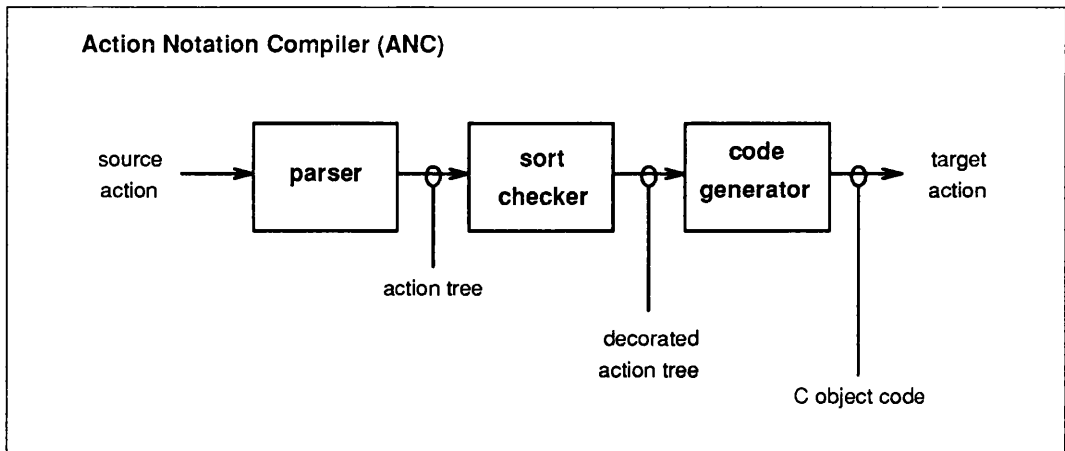 Action Notation Compiler (ANC)
source
action
parser
sort
checker
code
generator
target
action
action tree
decorated
action tree
C object code